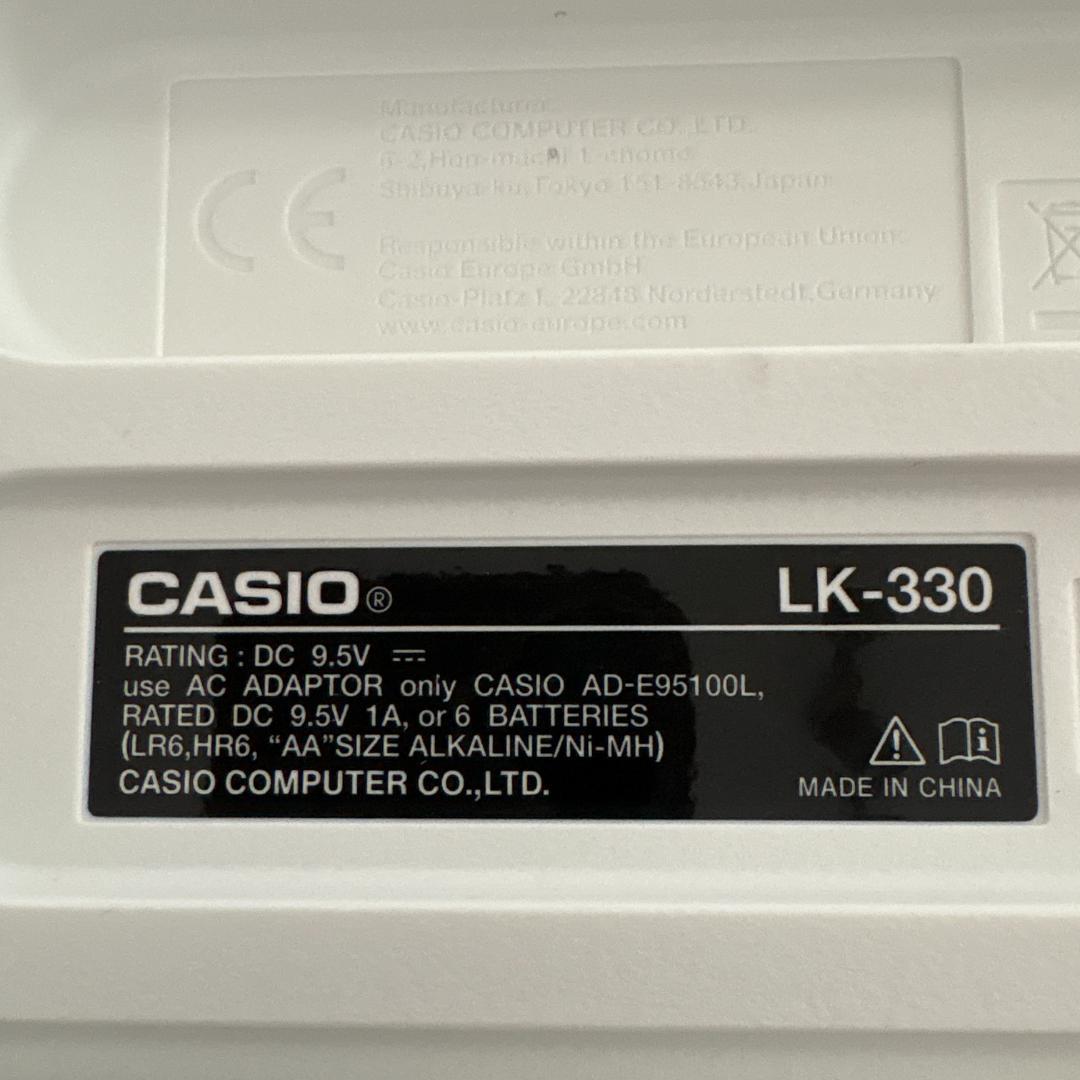 Manufacturer:
CASIO COMPUTER CO., LTD.
6-2, Hon-machi 1-chome
Shibuya-ku, Tokyo 151-8543, Japan
Responsible within the European Union:
Casio Europe GmbH
Casio-Platz 1, 22848 Norderstedt, Germany
www.casio-europe.com
CE
CASIO®
LK-330
RATING : DC 9.5V ⎓
use AC ADAPTOR only CASIO AD-E95100L,
RATED DC 9.5V 1A, or 6 BATTERIES
(LR6,HR6, “AA”SIZE ALKALINE/Ni-MH)
CASIO COMPUTER CO.,LTD.
MADE IN CHINA